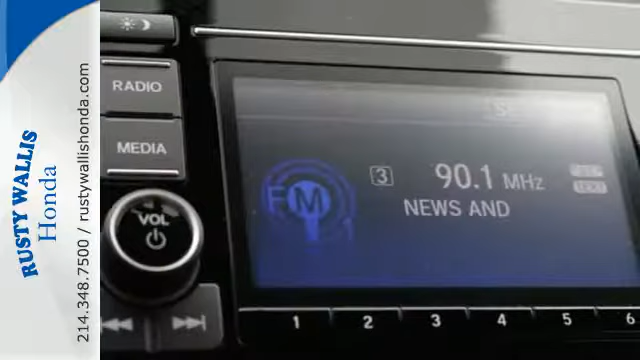 RUSTY WALLIS
Honda
214.348.7500 / rustywallishonda.com
RADIO
MEDIA
VOL
FM
3 90.1 MHz
NEWS AND
TEXT
1 2 3 4 5 6